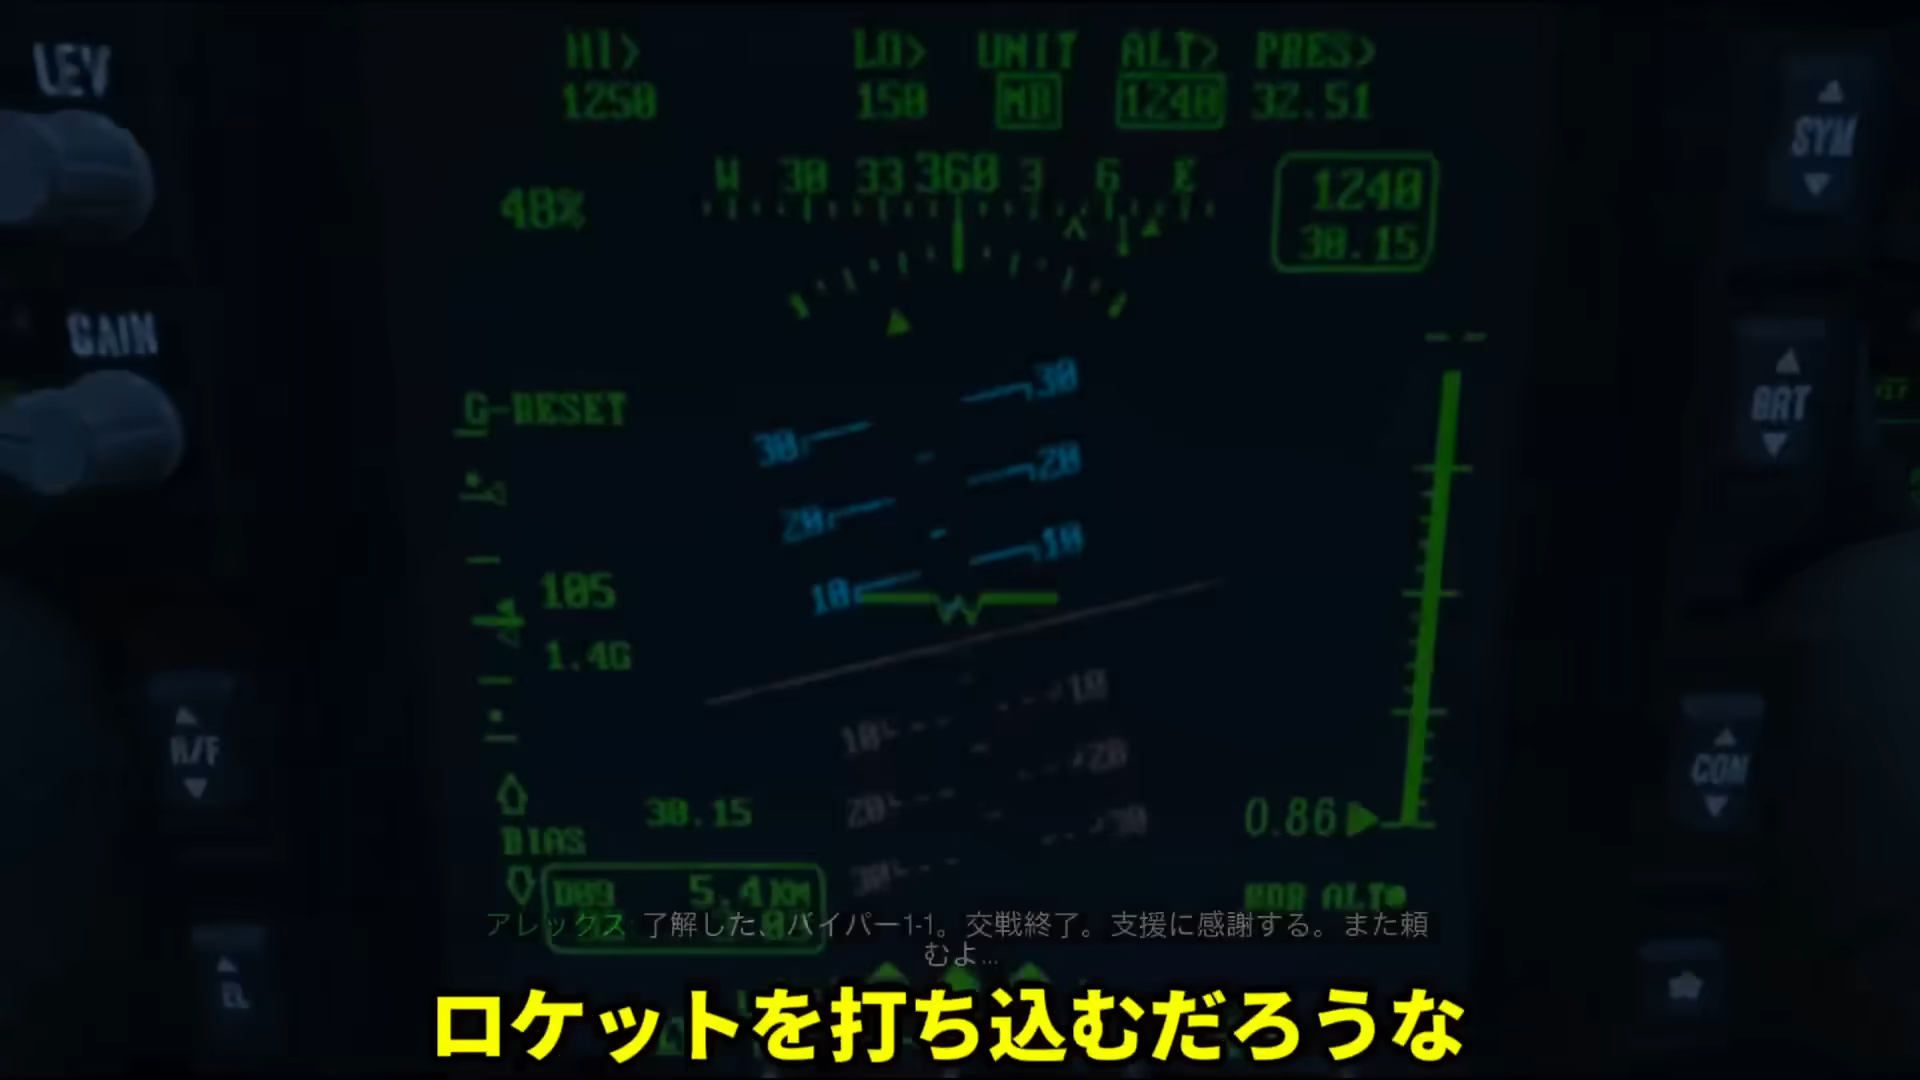 LEV
HI> LO> UNIT ALT> PRES>
1250 150 MB 1240 32.51
SYM
W 30 33 360 3 6 E
48%
1240
30.15
GAIN
30
30
BRT
G-RESET
20
20
10
10
105
1.4G
10
10
R/F
20
CON
20
30
30.15
0.86
BIAS
30
D09 5.4KM
RDR ALT
アレックス: 了解した、バイパー1-1。交戦終了。支援に感謝する。また頼
むよ...
EL
ロケットを打ち込むだろうな